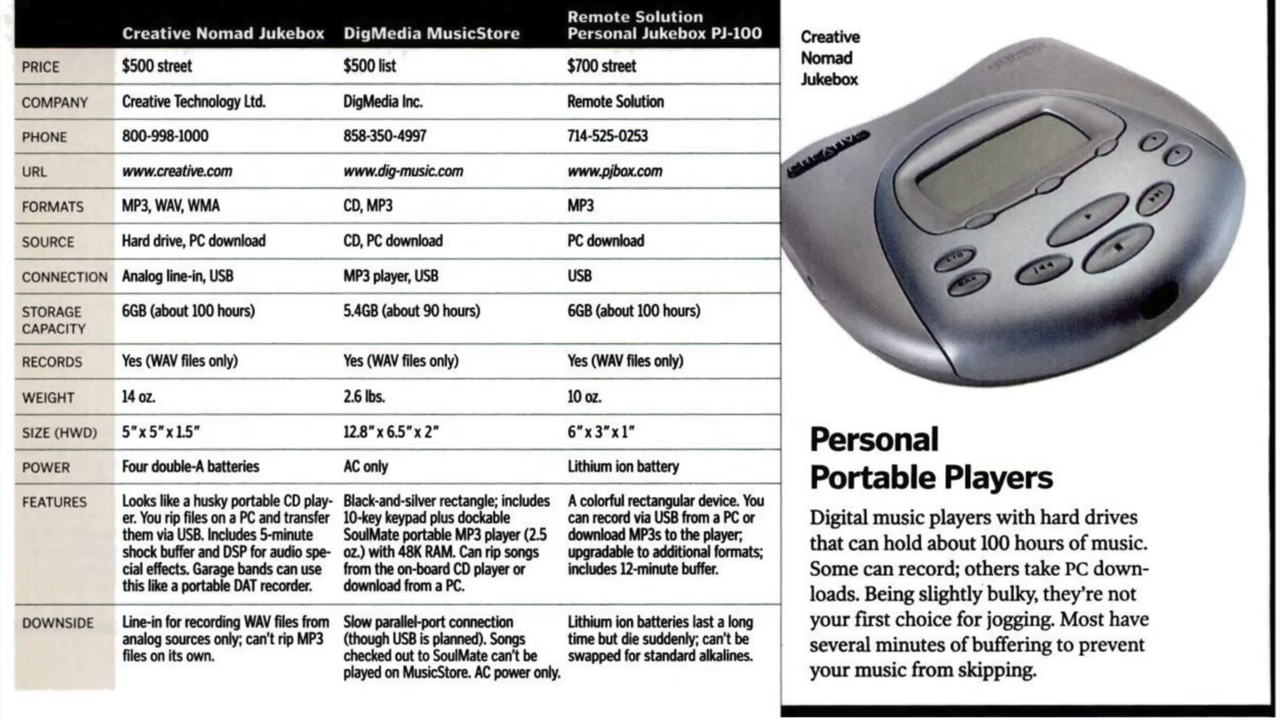 Creative Nomad Jukebox DigMedia MusicStore Remote Solution
Personal Jukebox PJ-100
PRICE $500 street $500 list $700 street
COMPANY Creative Technology Ltd. DigMedia Inc. Remote Solution
PHONE 800-998-1000 858-350-4997 714-525-0253
URL www.creative.com www.dig-music.com www.pjbox.com
FORMATS MP3, WAV, WMA CD, MP3 MP3
SOURCE Hard drive, PC download CD, PC download PC download
CONNECTION Analog line-in, USB MP3 player, USB USB
STORAGE
CAPACITY 6GB (about 100 hours) 5.4GB (about 90 hours) 6GB (about 100 hours)
RECORDS Yes (WAV files only) Yes (WAV files only) Yes (WAV files only)
WEIGHT 14 oz. 2.6 lbs. 10 oz.
SIZE (HWD) 5" x 5" x 1.5" 12.8" x 6.5" x 2" 6" x 3" x 1"
POWER Four double-A batteries AC only Lithium ion battery
FEATURES
Looks like a husky portable CD play-
er. You rip files on a PC and transfer
them via USB. Includes 5-minute
shock buffer and DSP for audio spe-
cial effects. Garage bands can use
this like a portable DAT recorder.
Black-and-silver rectangle; includes
10-key keypad plus dockable
SoulMate portable MP3 player (2.5
oz.) with 48K RAM. Can rip songs
from the on-board CD player or
download from a PC.
A colorful rectangular device. You
can record via USB from a PC or
download MP3s to the player;
upgradable to additional formats;
includes 12-minute buffer.
DOWNSIDE
Line-in for recording WAV files from
analog sources only; can't rip MP3
files on its own.
Slow parallel-port connection
(though USB is planned). Songs
checked out to SoulMate can't be
played on MusicStore. AC power only.
Lithium ion batteries last a long
time but die suddenly; can't be
swapped for standard alkalines.
Creative
Nomad
Jukebox
CREATIVE
Personal
Portable Players
Digital music players with hard drives
that can hold about 100 hours of music.
Some can record; others take PC down-
loads. Being slightly bulky, they're not
your first choice for jogging. Most have
several minutes of buffering to prevent
your music from skipping.